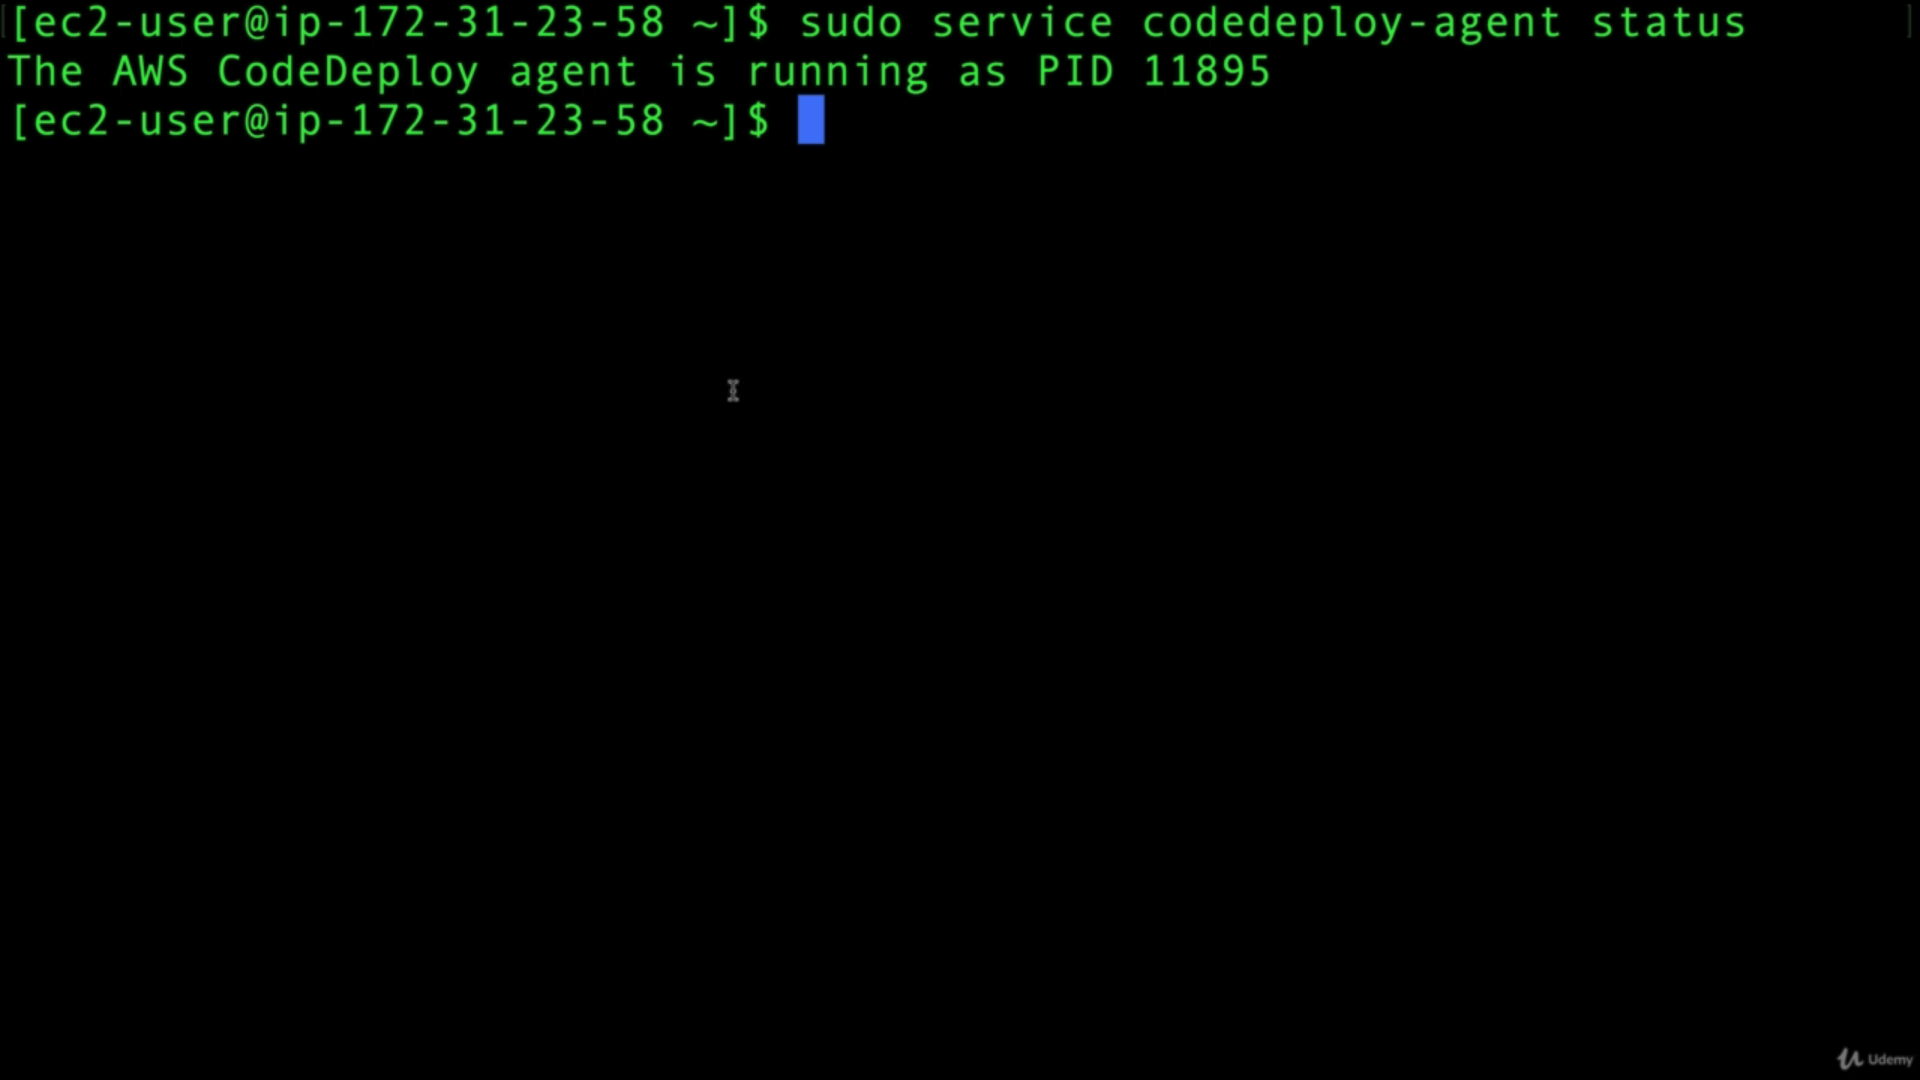 [ec2-user@ip-172-31-23-58 ~]$ sudo service codedeploy-agent status
The AWS CodeDeploy agent is running as PID 11895
[ec2-user@ip-172-31-23-58 ~]$
Udemy